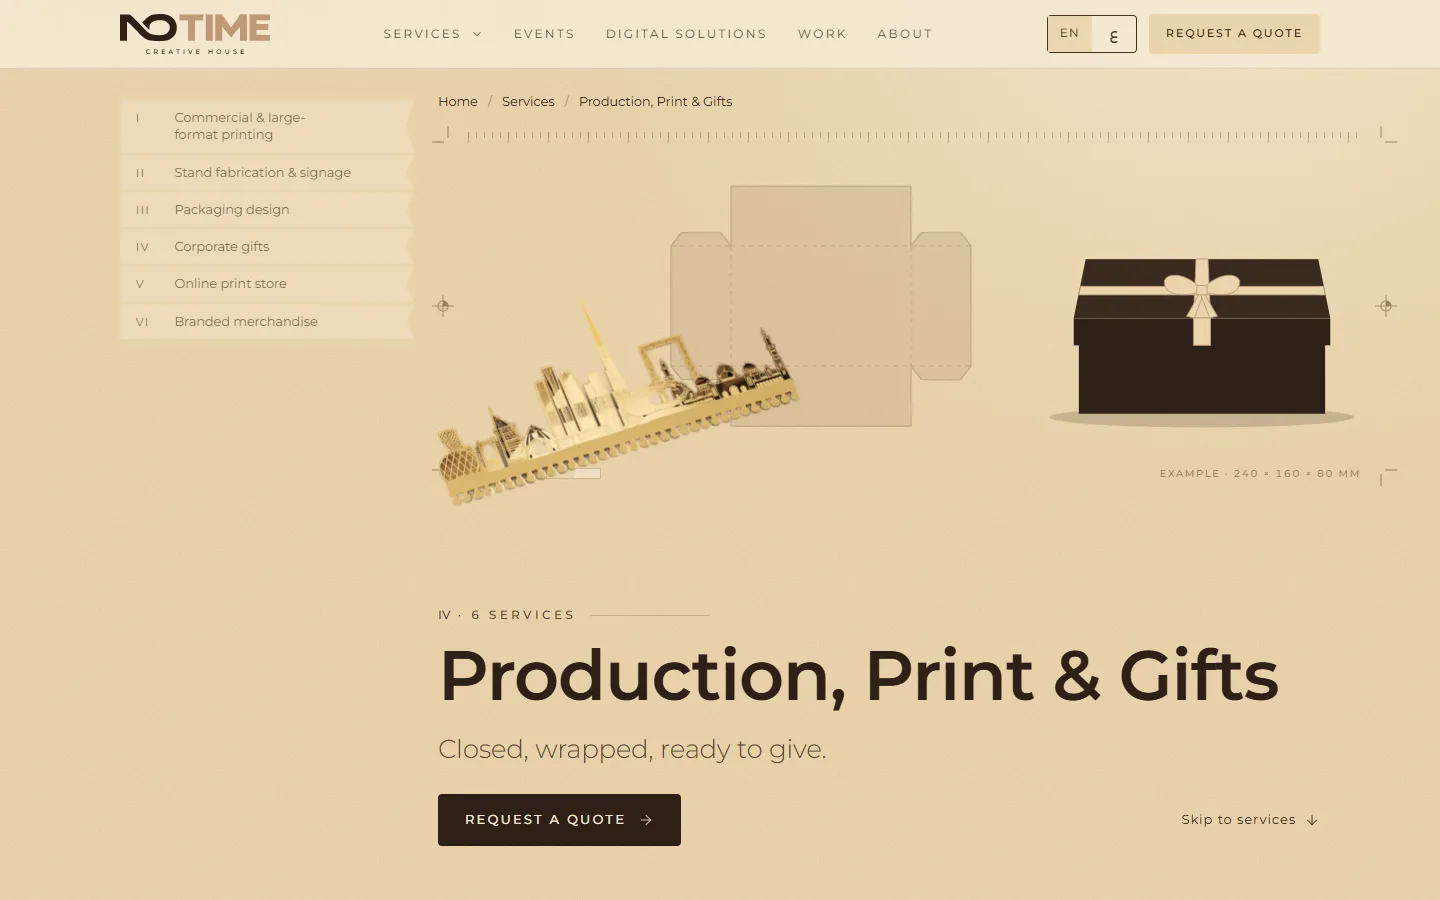 NOTIME
CREATIVE HOUSE
SERVICES
EVENTS
DIGITAL SOLUTIONS
WORK
ABOUT
EN
ع
REQUEST A QUOTE
I Commercial & large-
format printing
II Stand fabrication & signage
III Packaging design
IV Corporate gifts
V Online print store
VI Branded merchandise
Home / Services / Production, Print & Gifts
EXAMPLE · 240 × 160 × 80 MM
IV · 6 SERVICES
Production, Print & Gifts
Closed, wrapped, ready to give.
REQUEST A QUOTE →
Skip to services ↓